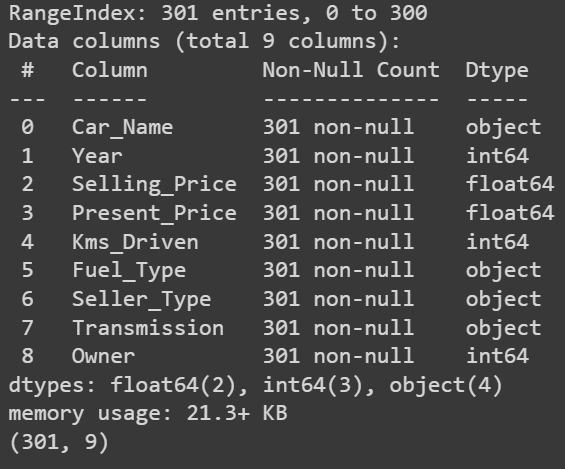 RangeIndex: 301 entries, 0 to 300
Data columns (total 9 columns):
 #   Column         Non-Null Count  Dtype
---  ------         --------------  -----
 0   Car_Name       301 non-null    object
 1   Year           301 non-null    int64
 2   Selling_Price  301 non-null    float64
 3   Present_Price  301 non-null    float64
 4   Kms_Driven     301 non-null    int64
 5   Fuel_Type      301 non-null    object
 6   Seller_Type    301 non-null    object
 7   Transmission   301 non-null    object
 8   Owner          301 non-null    int64
dtypes: float64(2), int64(3), object(4)
memory usage: 21.3+ KB
(301, 9)